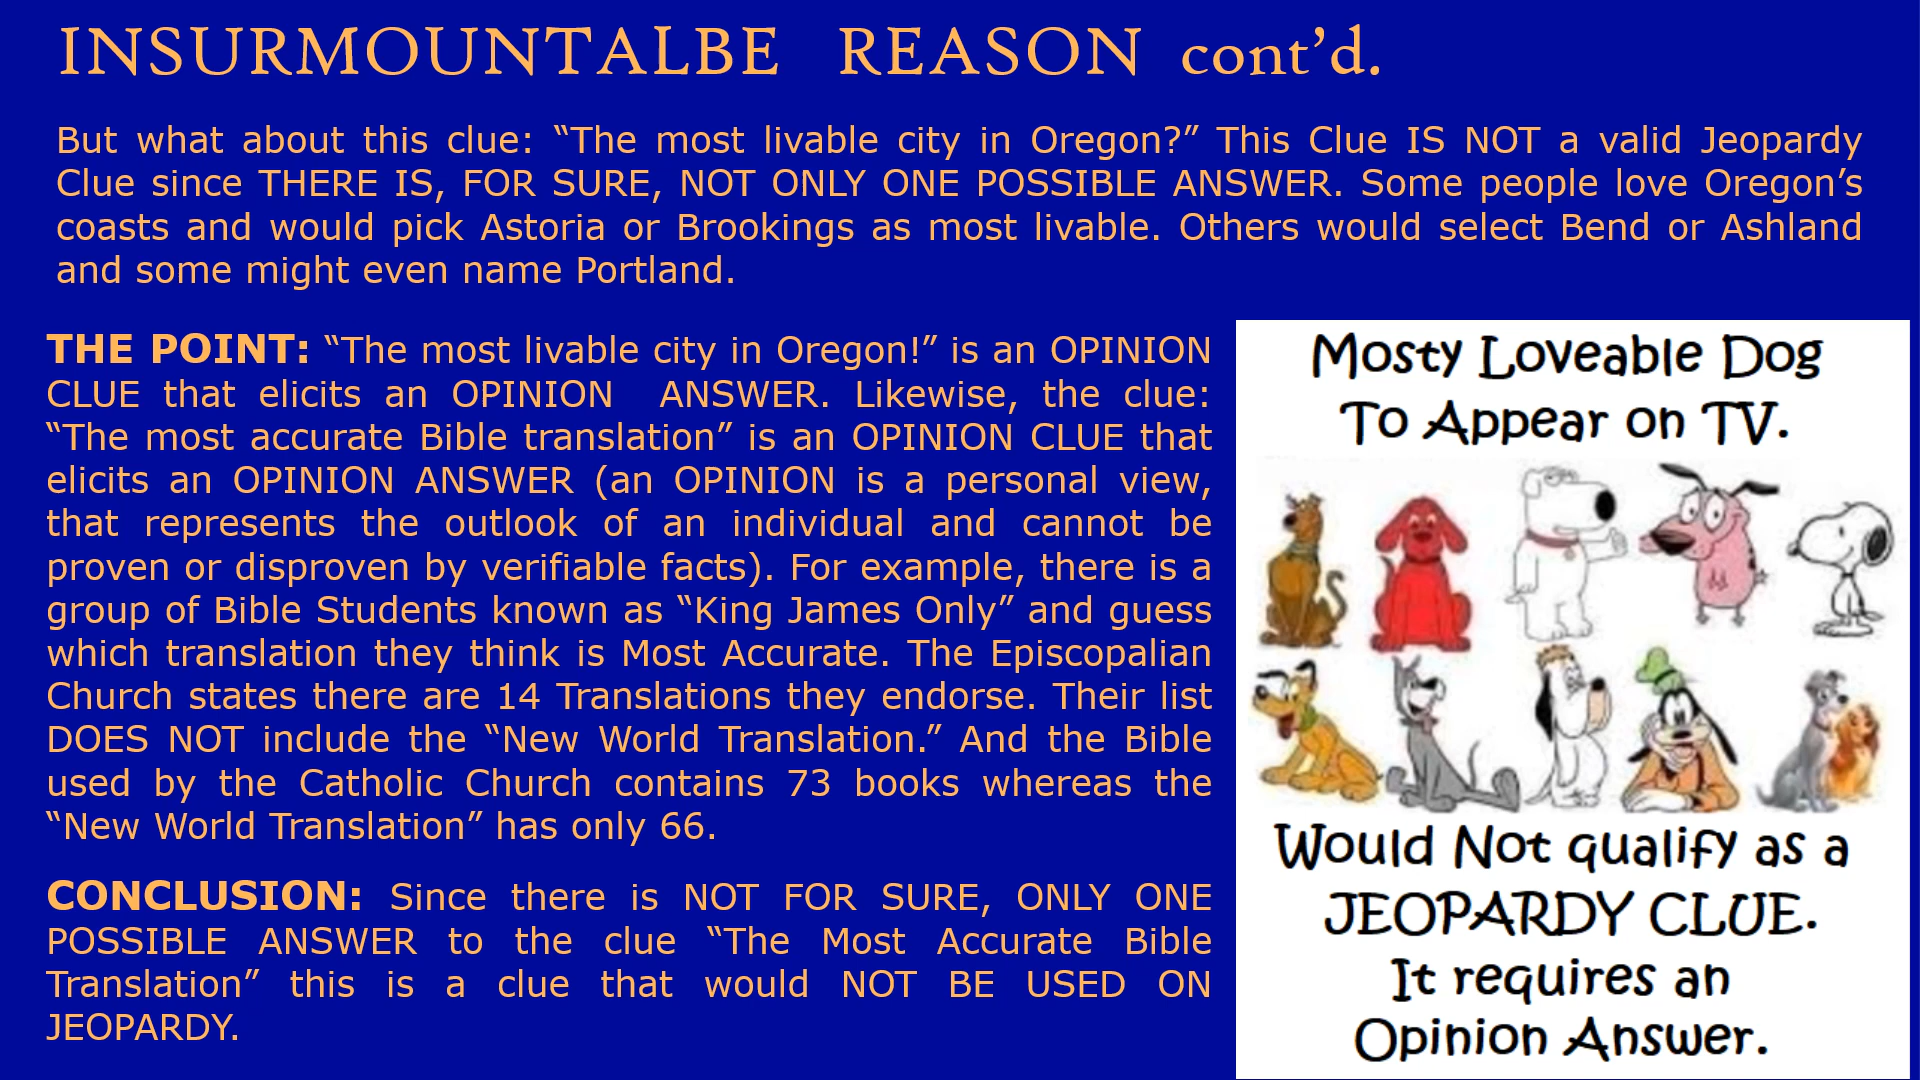 INSURMOUNTALBE REASON cont’d.
But what about this clue: “The most livable city in Oregon?” This Clue IS NOT a valid Jeopardy
Clue since THERE IS, FOR SURE, NOT ONLY ONE POSSIBLE ANSWER. Some people love Oregon’s
coasts and would pick Astoria or Brookings as most livable. Others would select Bend or Ashland
and some might even name Portland.
THE POINT: “The most livable city in Oregon!” is an OPINION
CLUE that elicits an OPINION ANSWER. Likewise, the clue:
“The most accurate Bible translation” is an OPINION CLUE that
elicits an OPINION ANSWER (an OPINION is a personal view,
that represents the outlook of an individual and cannot be
proven or disproven by verifiable facts). For example, there is a
group of Bible Students known as “King James Only” and guess
which translation they think is Most Accurate. The Episcopalian
Church states there are 14 Translations they endorse. Their list
DOES NOT include the “New World Translation.” And the Bible
used by the Catholic Church contains 73 books whereas the
“New World Translation” has only 66.
CONCLUSION: Since there is NOT FOR SURE, ONLY ONE
POSSIBLE ANSWER to the clue “The Most Accurate Bible
Translation” this is a clue that would NOT BE USED ON
JEOPARDY.
Mosty Loveable Dog
To Appear on TV.
Would Not qualify as a
JEOPARDY CLUE.
It requires an
Opinion Answer.